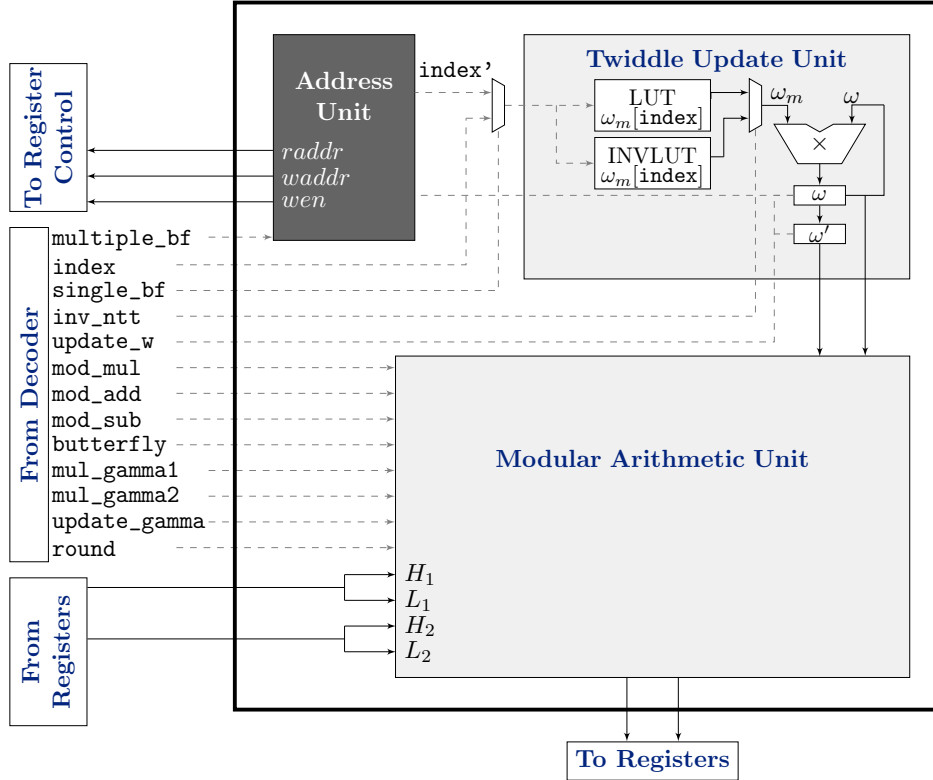 Address
Unit
index'
raddr
waddr
wen
To Register
Control
Twiddle Update Unit
LUT
ωm[index]
INVLUT
ωm[index]
ωm
ω
×
ω
ω′
From Decoder
multiple_bf
index
single_bf
inv_ntt
update_w
mod_mul
mod_add
mod_sub
butterfly
mul_gamma1
mul_gamma2
update_gamma
round
Modular Arithmetic Unit
From
Registers
H1
L1
H2
L2
To Registers